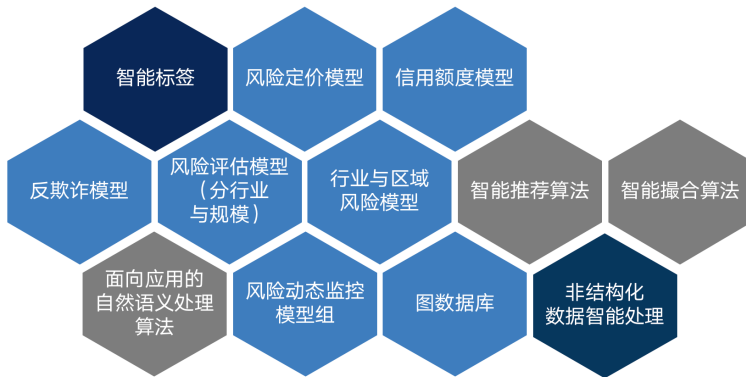 智能标签
风险定价模型
信用额度模型
反欺诈模型
风险评估模型
（分行业
与规模）
行业与区域
风险模型
智能推荐算法
智能撮合算法
面向应用的
自然语义处理
算法
风险动态监控
模型组
图数据库
非结构化
数据智能处理